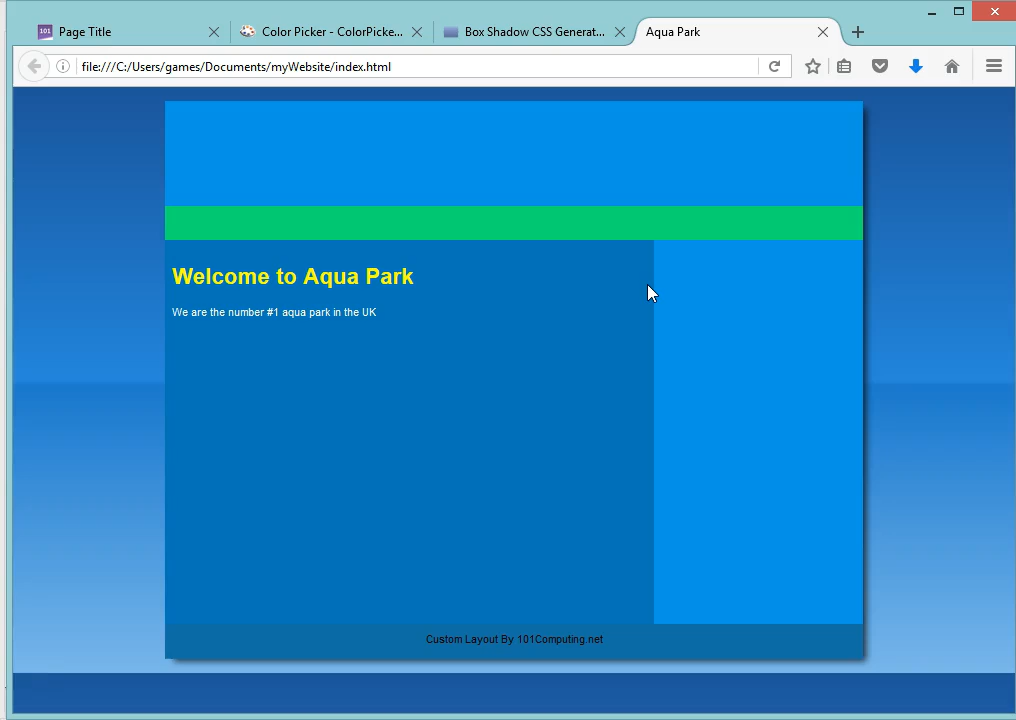 101 Page Title
Color Picker - ColorPicke...
Box Shadow CSS Generat...
Aqua Park
file:///C:/Users/games/Documents/myWebsite/index.html
Welcome to Aqua Park
We are the number #1 aqua park in the UK
Custom Layout By 101Computing.net